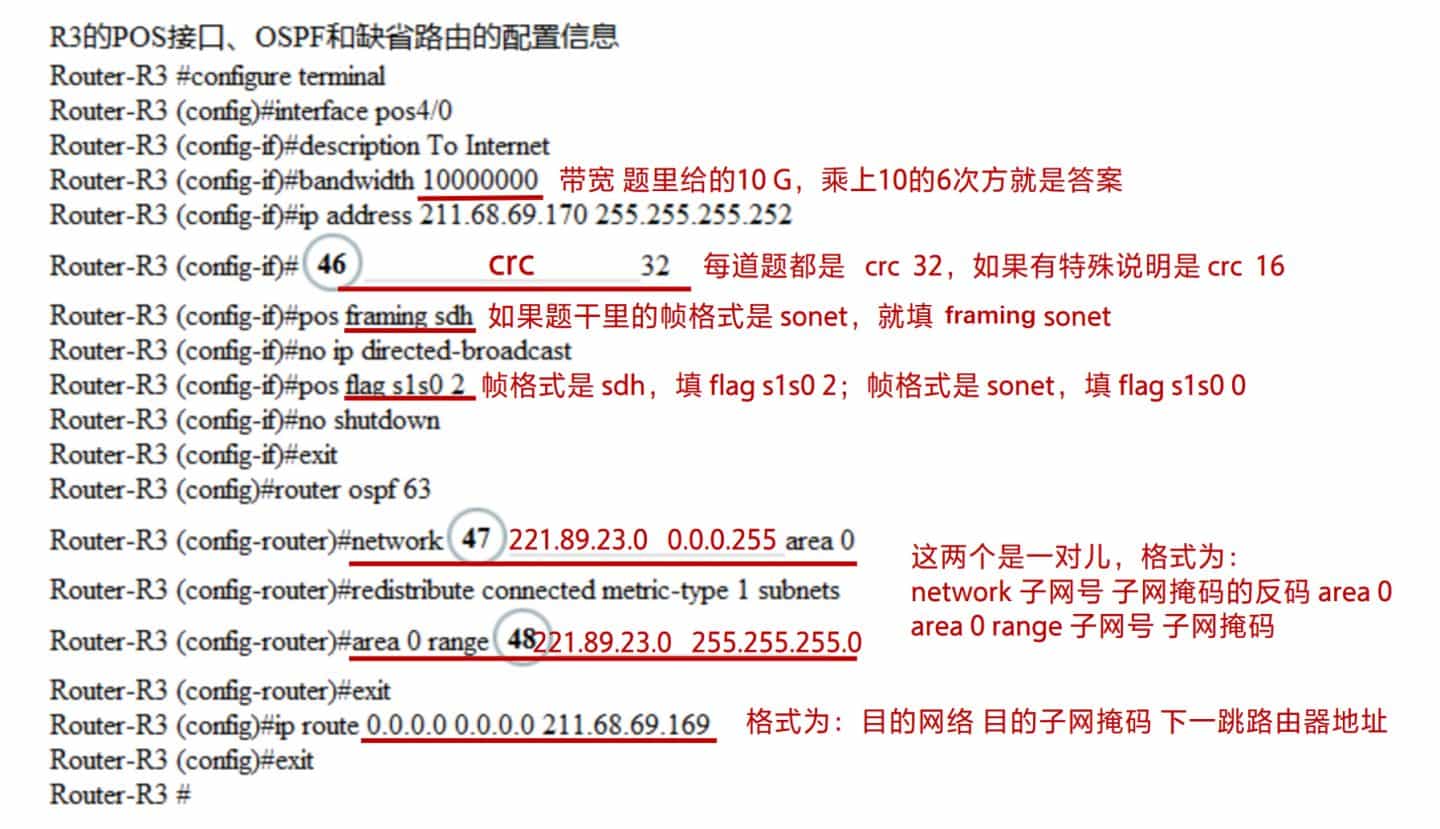 R3的POS接口、OSPF和缺省路由的配置信息
Router-R3 #configure terminal
Router-R3 (config)#interface pos4/0
Router-R3 (config-if)#description To Internet
Router-R3 (config-if)#bandwidth 10000000 带宽 题里给的10 G，乘上10的6次方就是答案
Router-R3 (config-if)#ip address 211.68.69.170 255.255.255.252
Router-R3 (config-if)# 46 crc 32 每道题都是 crc 32，如果有特殊说明是 crc 16
Router-R3 (config-if)#pos framing sdh 如果题干里的帧格式是 sonet，就填 framing sonet
Router-R3 (config-if)#no ip directed-broadcast
Router-R3 (config-if)#pos flag s1s0 2 帧格式是 sdh，填 flag s1s0 2；帧格式是 sonet，填 flag s1s0 0
Router-R3 (config-if)#no shutdown
Router-R3 (config-if)#exit
Router-R3 (config)#router ospf 63
Router-R3 (config-router)#network 47 221.89.23.0 0.0.0.255 area 0
这两个是一对儿，格式为：
Router-R3 (config-router)#redistribute connected metric-type 1 subnets
network 子网号 子网掩码的反码 area 0
Router-R3 (config-router)#area 0 range 48 221.89.23.0 255.255.255.0
area 0 range 子网号 子网掩码
Router-R3 (config-router)#exit
Router-R3 (config)#ip route 0.0.0.0 0.0.0.0 211.68.69.169 格式为：目的网络 目的子网掩码 下一跳路由器地址
Router-R3 (config)#exit
Router-R3 #